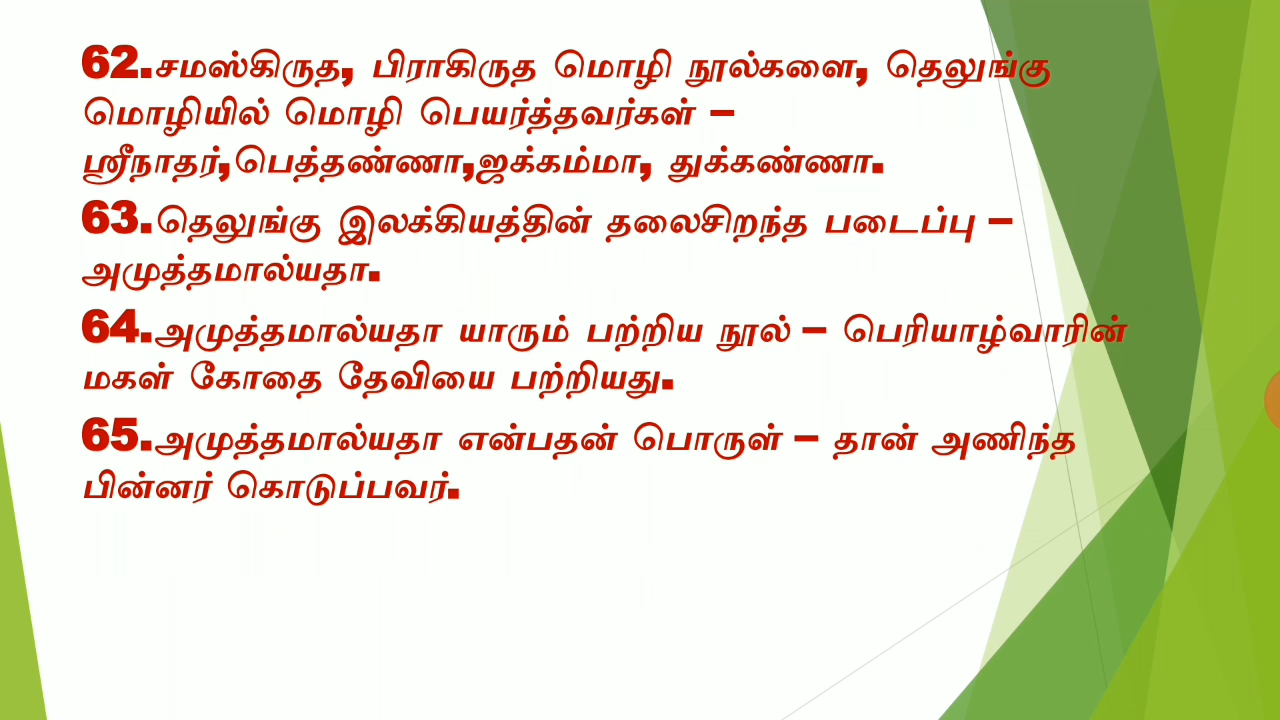 62.சமஸ்கிருத, பிராகிருத மொழி நூல்களை, தெலுங்கு
மொழியில் மொழி பெயர்த்தவர்கள் –
ஸ்ரீநாதர்,பெத்தண்ணா,ஜக்கம்மா, துக்கண்ணா.
63.தெலுங்கு இலக்கியத்தின் தலைசிறந்த படைப்பு –
அமுத்தமால்யதா.
64.அமுத்தமால்யதா யாரும் பற்றிய நூல் – பெரியாழ்வாரின்
மகள் கோதை தேவியை பற்றியது.
65.அமுத்தமால்யதா என்பதன் பொருள் – தான் அணிந்த
பின்னர் கொடுப்பவர்.